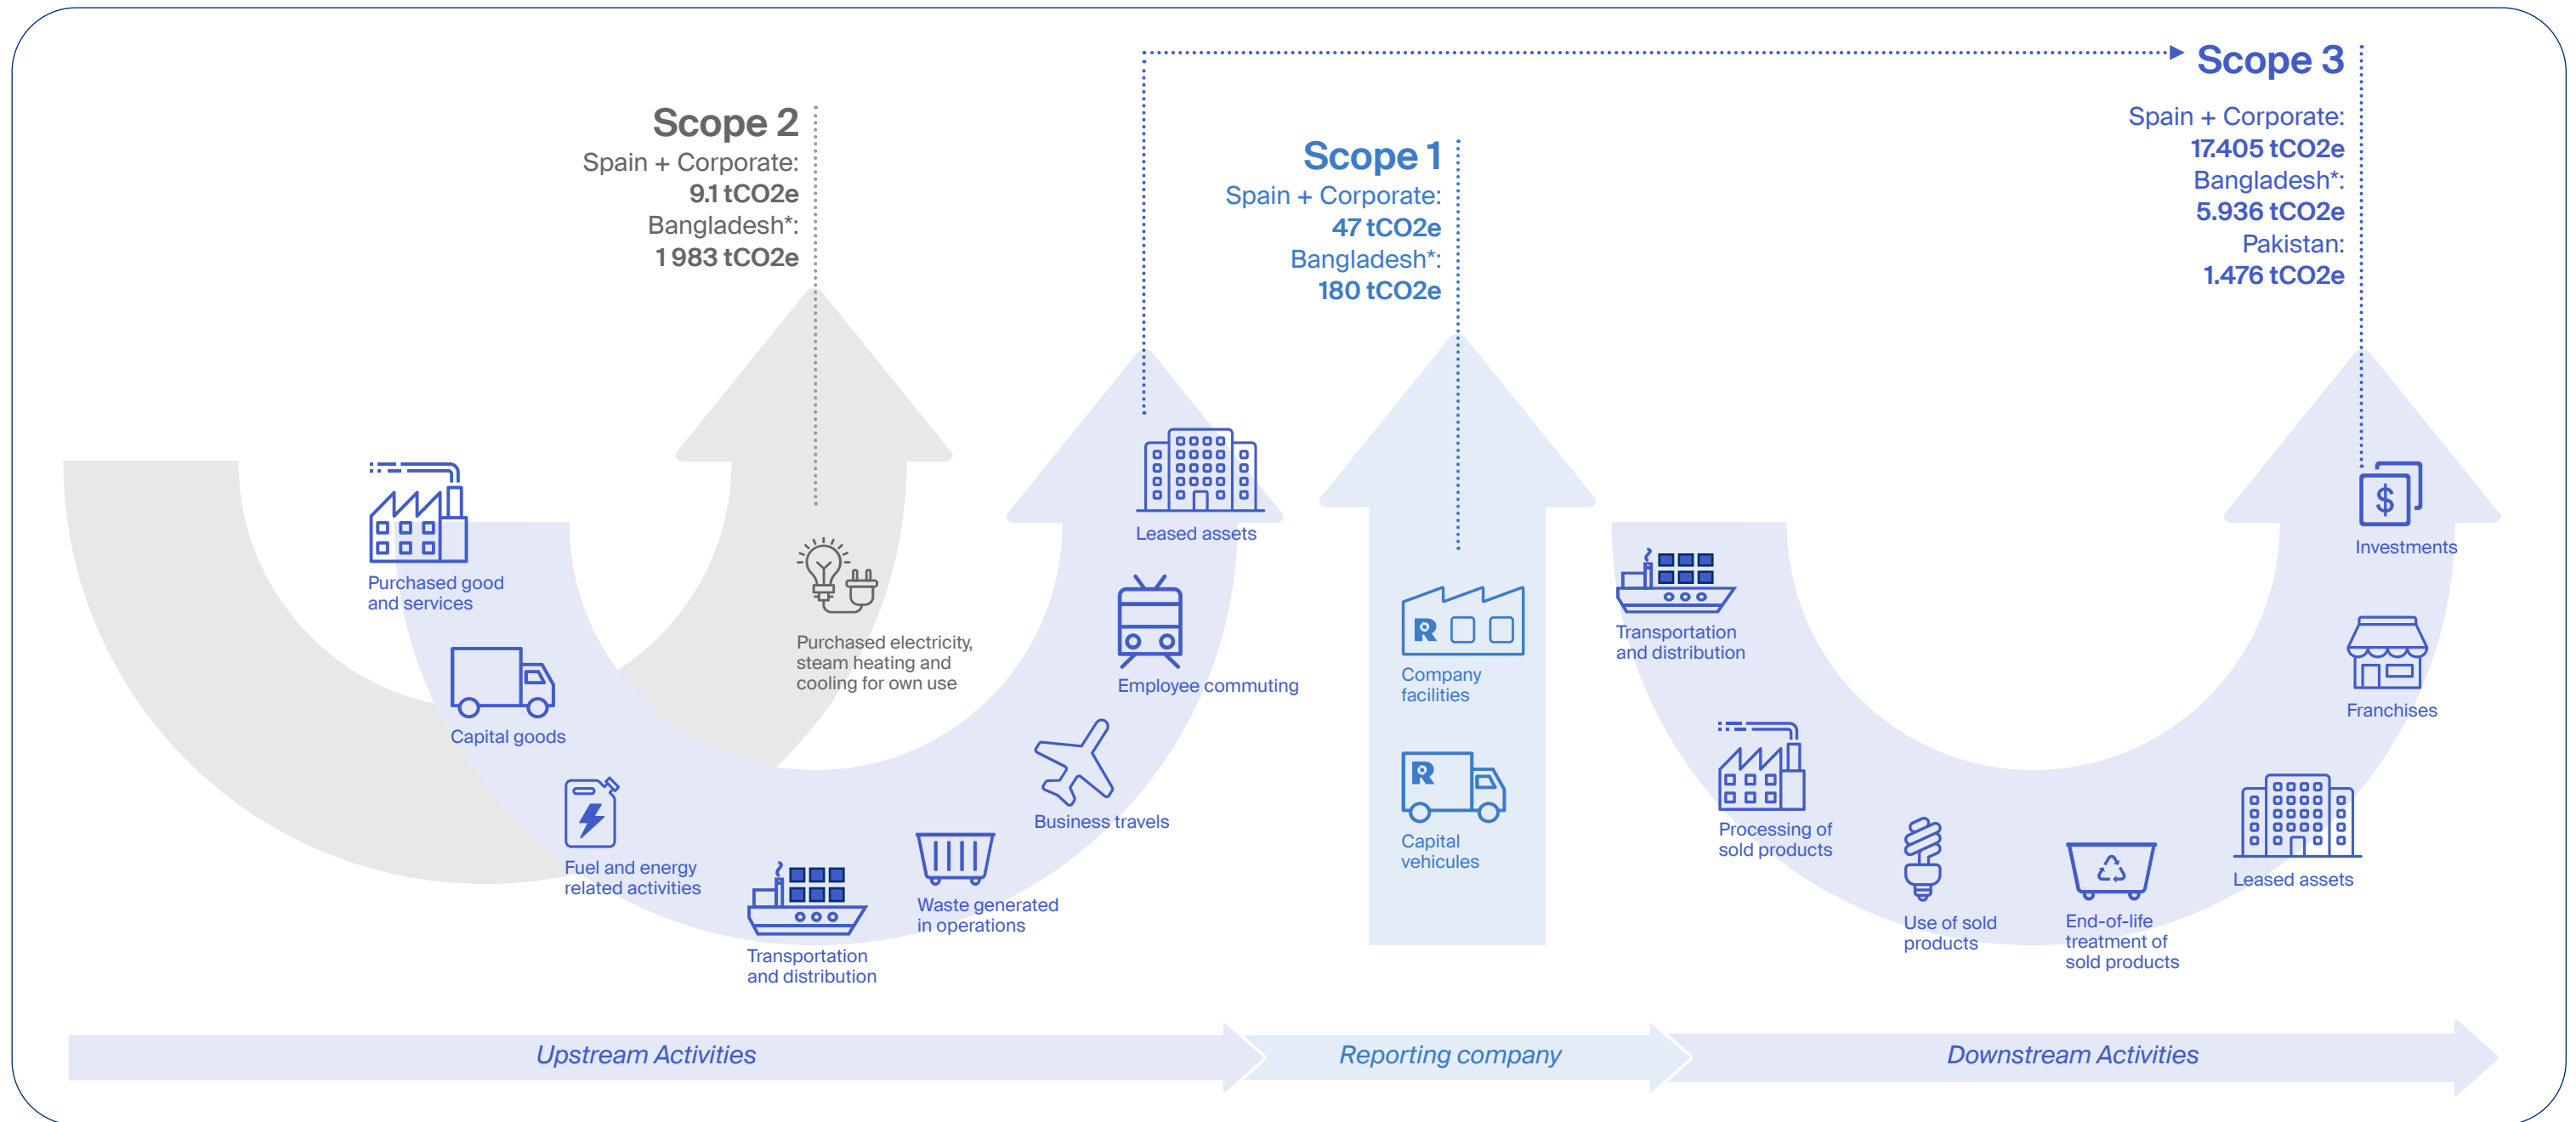 Scope 2
Spain + Corporate:
9.1 tCO2e
Bangladesh*:
1 983 tCO2e
Scope 1
Spain + Corporate:
47 tCO2e
Bangladesh*:
180 tCO2e
Scope 3
Spain + Corporate:
17.405 tCO2e
Bangladesh*:
5.936 tCO2e
Pakistan:
1.476 tCO2e
Purchased good
and services
Capital goods
Fuel and energy
related activities
Transportation
and distribution
Waste generated
in operations
Business travels
Employee commuting
Leased assets
Purchased electricity,
steam heating and
cooling for own use
R
Company
facilities
R
Capital
vehicules
Transportation
and distribution
Processing of
sold products
Use of sold
products
End-of-life
treatment of
sold products
Leased assets
Franchises
$
Investments
Upstream Activities
Reporting company
Downstream Activities